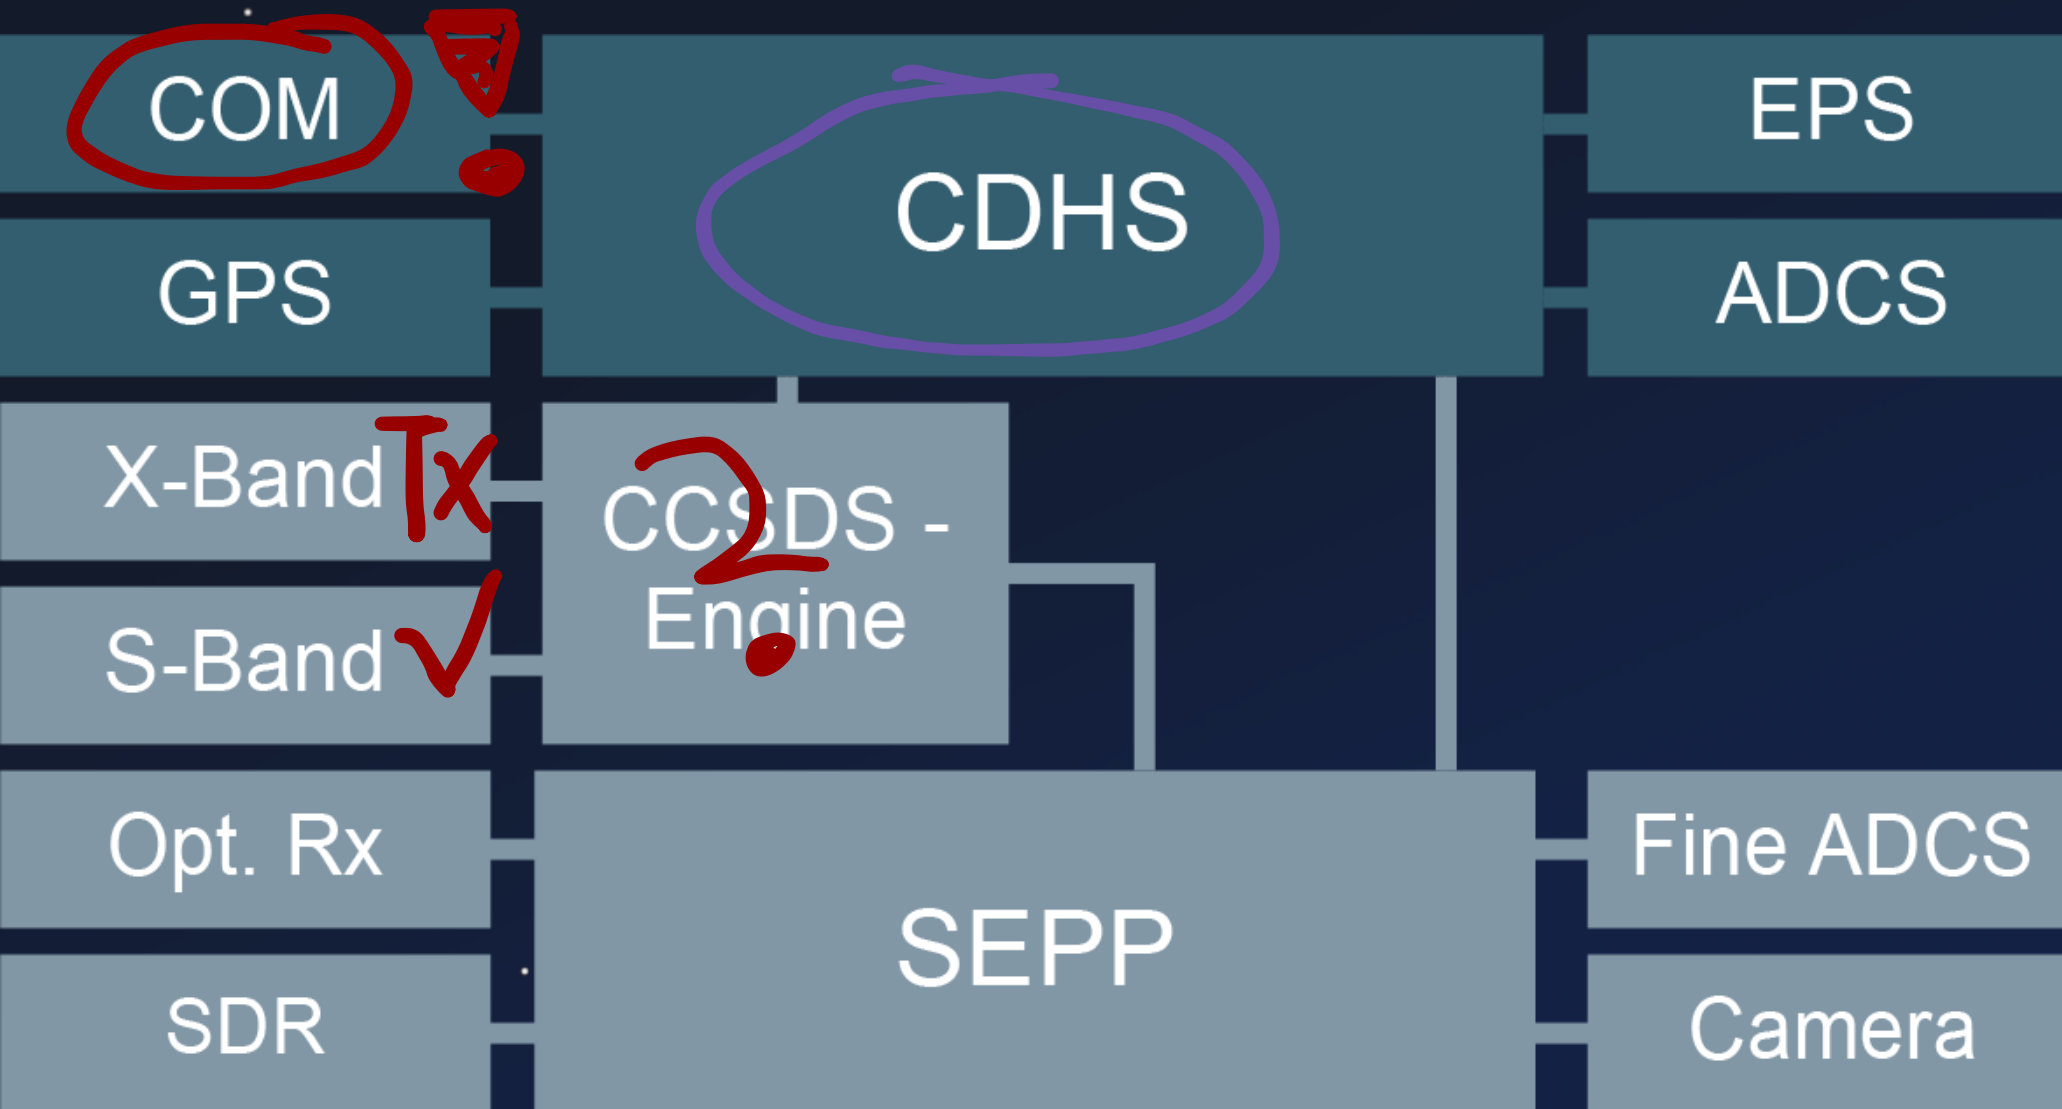 COM
!
CDHS
EPS
GPS
ADCS
X-Band Tx
CCSDS -
Engine
?
S-Band ✓
Opt. Rx
Fine ADCS
SEPP
SDR
Camera